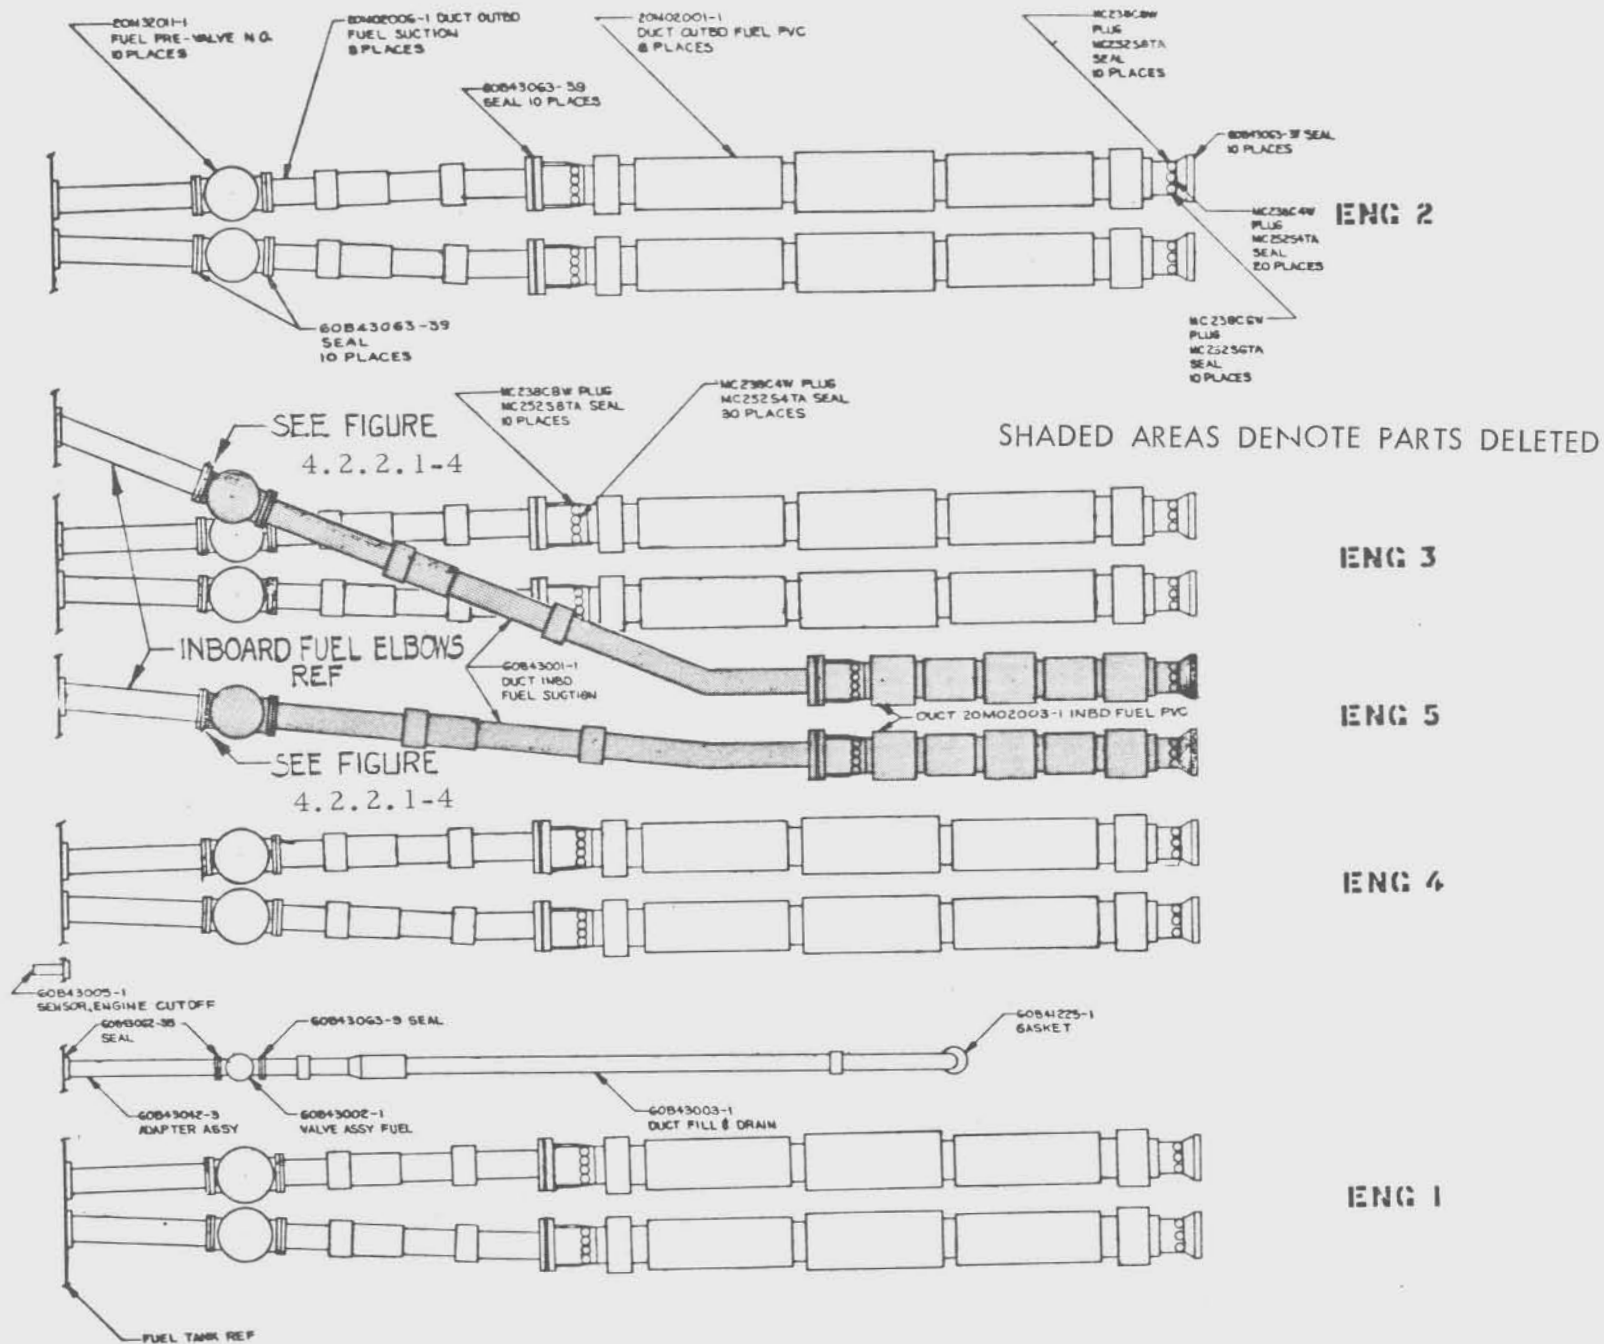 20M32011-1
FUEL PRE-VALVE N.O.
10 PLACES
20M02006-1 DUCT OUTBD
FUEL SUCTION
8 PLACES
60B43063-39
SEAL 10 PLACES
20M02001-1
DUCT OUTBD FUEL PVC
8 PLACES
MC238C8W
PLUG
MC252S8TA
SEAL
10 PLACES
60B43063-37 SEAL
10 PLACES
ENG 2
MC238C4W
PLUG
MC252S4TA
SEAL
20 PLACES
60B43063-39
SEAL
10 PLACES
MC238C6W
PLUG
MC252S6TA
SEAL
10 PLACES
MC238C8W PLUG
MC252S8TA SEAL
10 PLACES
MC238C4W PLUG
MC252S4TA SEAL
30 PLACES
SEE FIGURE
4.2.2.1-4
SHADED AREAS DENOTE PARTS DELETED
ENG 3
INBOARD FUEL ELBOWS
REF
60B43001-1
DUCT INBD
FUEL SUCTION
DUCT 20M02003-1 INBD FUEL PVC
ENG 5
SEE FIGURE
4.2.2.1-4
ENG 4
60B43005-1
SENSOR, ENGINE CUTOFF
SEAL
60B43063-9 SEAL
60B41225-1
GASKET
60B43042-3
ADAPTER ASSY
60B43002-1
VALVE ASSY FUEL
60B43003-1
DUCT FILL & DRAIN
ENG 1
FUEL TANK REF